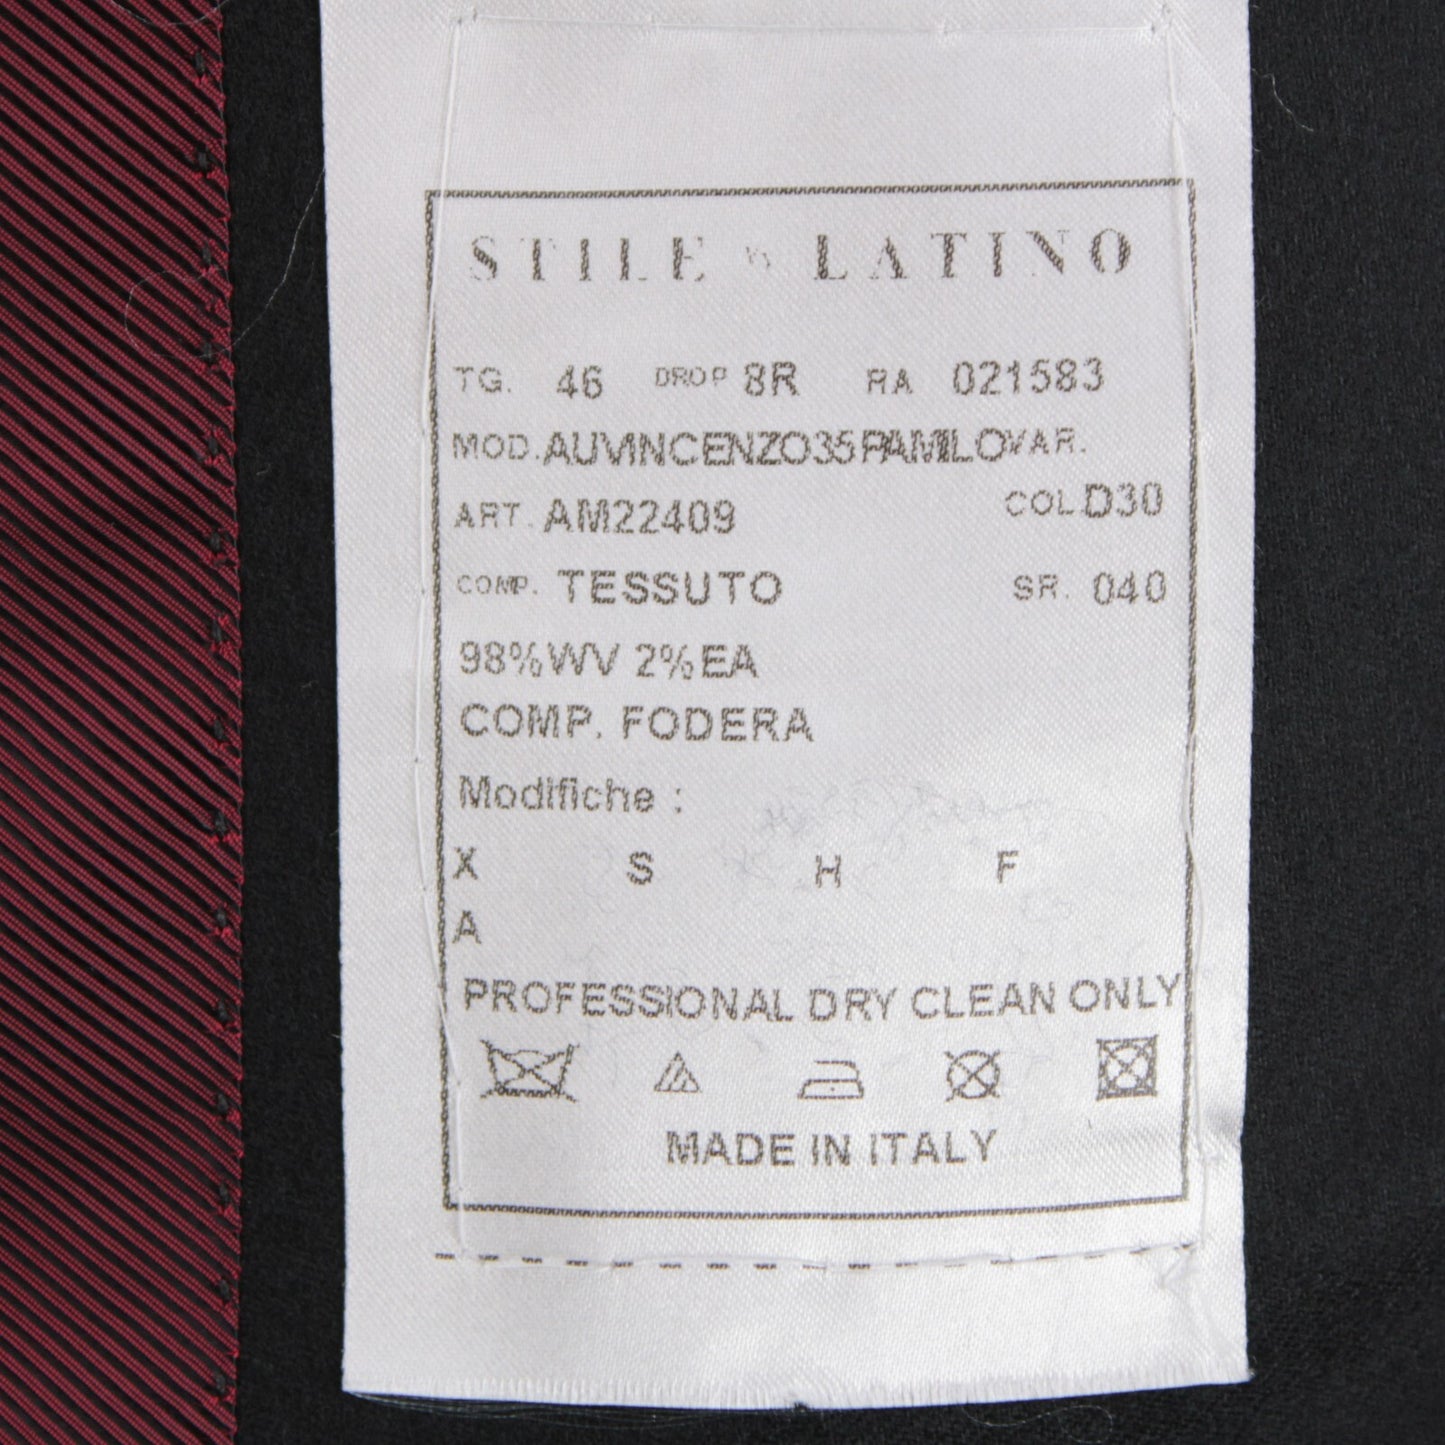 STILE LATINO
TG. 46 DROP 8R RA 021583
MOD. AUVINCENZO35PAMILO VAR.
ART. AM22409 COL. D30
COMP. TESSUTO SR. 040
98%WV 2%EA
COMP. FODERA
Modifiche :
X S H F
A
PROFESSIONAL DRY CLEAN ONLY
MADE IN ITALY